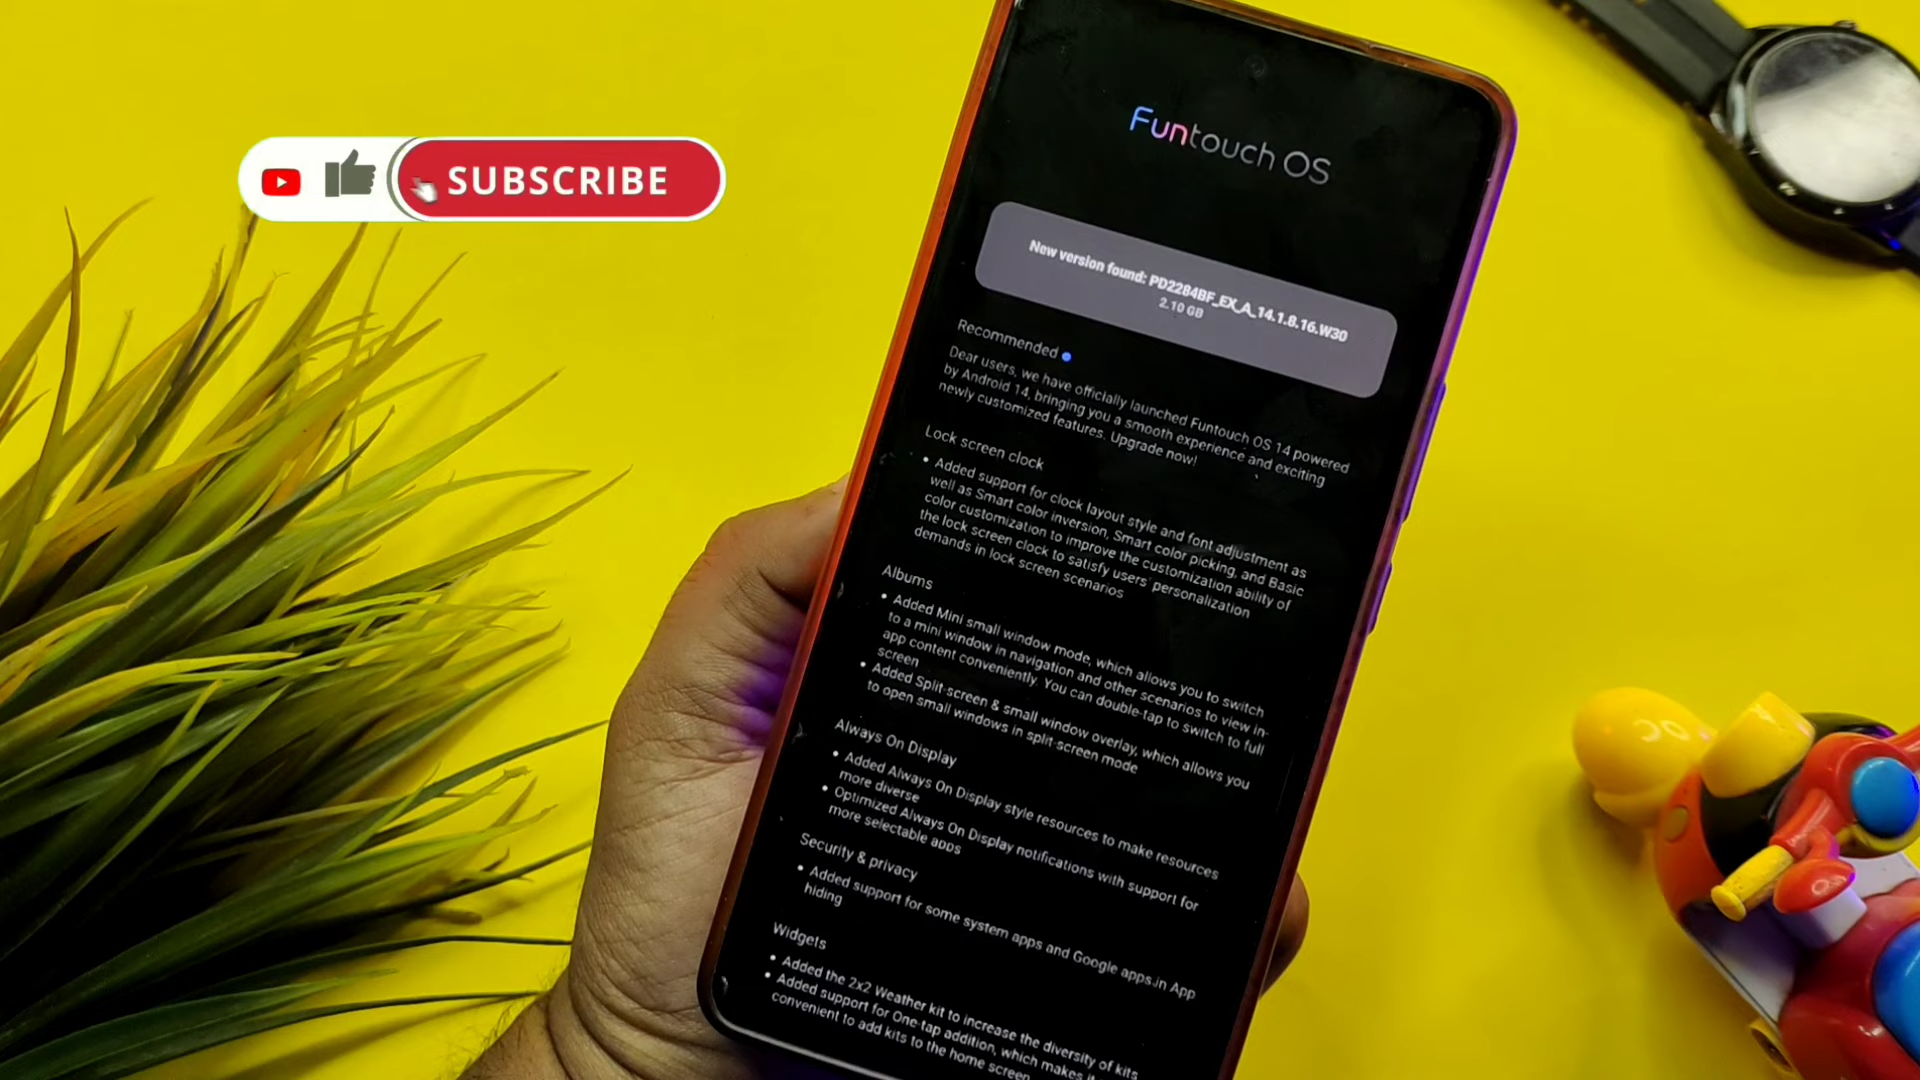 SUBSCRIBE
Funtouch OS
New version found: PD2284BF_EX_A_14.1.8.16.W30
2.10 GB
Recommended
Dear users, we have officially launched Funtouch OS 14 powered
by Android 14, bringing you a smooth experience and exciting
newly customized features. Upgrade now!
Lock screen clock
• Added support for clock layout style and font adjustment as
well as Smart color inversion, Smart color picking, and Basic
color customization to improve the customization ability of
the lock screen clock to satisfy users' personalization
demands in lock screen scenarios
Albums
• Added Mini small window mode, which allows you to switch
to a mini window in navigation and other scenarios to view in-
app content conveniently. You can double-tap to switch to full
screen
• Added Split-screen & small window overlay, which allows you
to open small windows in split-screen mode
Always On Display
• Added Always On Display style resources to make resources
more diverse
• Optimized Always On Display notifications with support for
more selectable apps
Security & privacy
• Added support for some system apps and Google apps in App
hiding
Widgets
• Added the 2x2 Weather kit to increase the diversity of kits
• Added support for One-tap addition, which makes it
convenient to add kits to the home screen